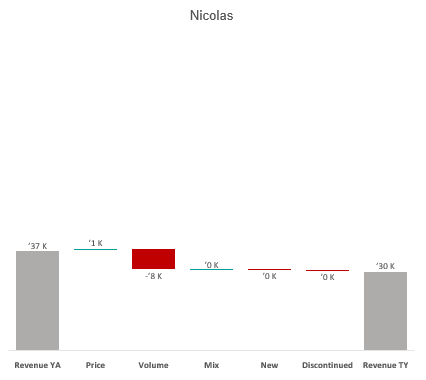 Nicolas
‘37 K
‘1 K
-‘8 K
‘0 K
‘0 K
‘0 K
‘30 K
Revenue YA Price Volume Mix New Discontinued Revenue TY